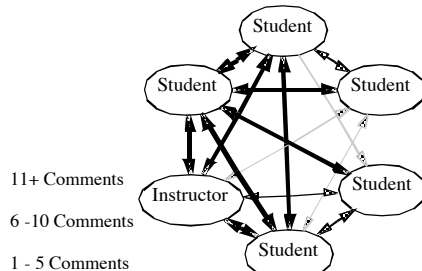 Student
Student
Student
11+ Comments
Student
Instructor
6 -10 Comments
Student
1 - 5 Comments